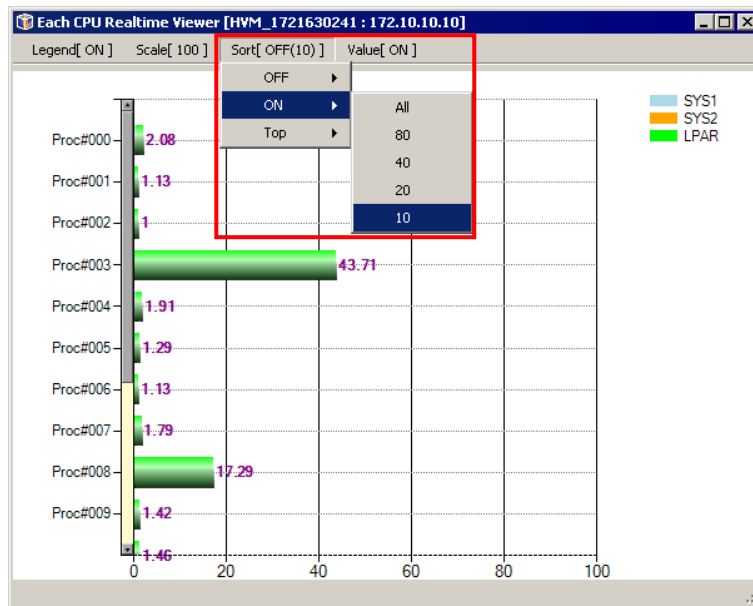 Each CPU Realtime Viewer [HVM_1721630241 : 172.10.10.10]
Legend[ ON ] Scale[ 100 ] Sort[ OFF(10) ] Value[ ON ]
OFF
ON
Top
All
80
40
20
10
SYS1
SYS2
LPAR
Proc#000 2.08
Proc#001 1.13
Proc#002 1
Proc#003 43.71
Proc#004 1.91
Proc#005 1.29
Proc#006 1.13
Proc#007 1.79
Proc#008 17.29
Proc#009 1.42
1.46
0 20 40 60 80 100